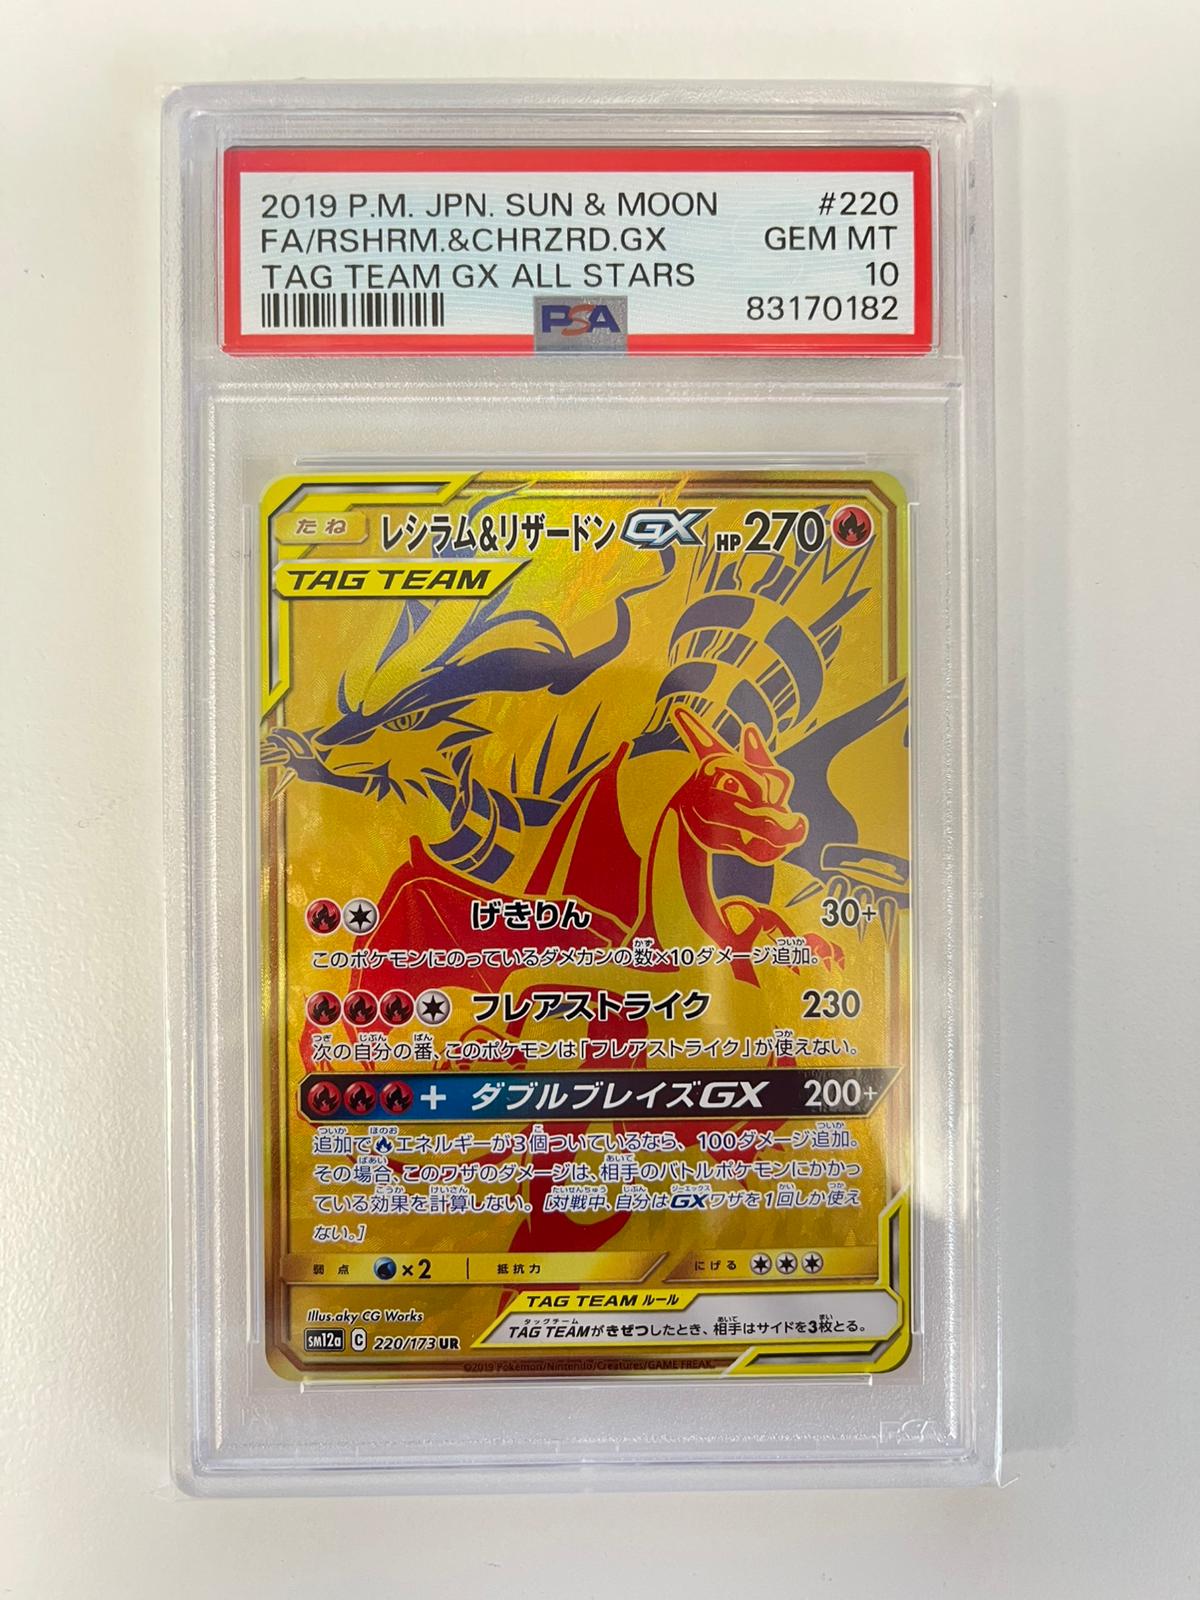 2019 P.M. JPN. SUN & MOON #220
FA/RSHRM.&CHRZRD.GX GEM MT
TAG TEAM GX ALL STARS 10
PSA 83170182
たね レシラム&リザードンGX HP270
TAG TEAM
げきりん 30+
このポケモンにのっているダメカンの数×10ダメージ追加。
フレアストライク 230
次の自分の番、このポケモンは「フレアストライク」が使えない。
+ ダブルブレイズGX 200+
追加でエネルギーが3個ついているなら、100ダメージ追加。
その場合、このワザのダメージは、相手のバトルポケモンにかかっ
ている効果を計算しない。[対戦中、自分はGXワザを1回しか使え
ない。]
弱点 ×2 抵抗力 にげる
TAG TEAM ルール
TAG TEAMがきぜつしたとき、相手はサイドを3枚とる。
Illus.aky CG Works
sm12a C 220/173 UR
©2019 Pokémon/Nintendo/Creatures/GAME FREAK.
PSA